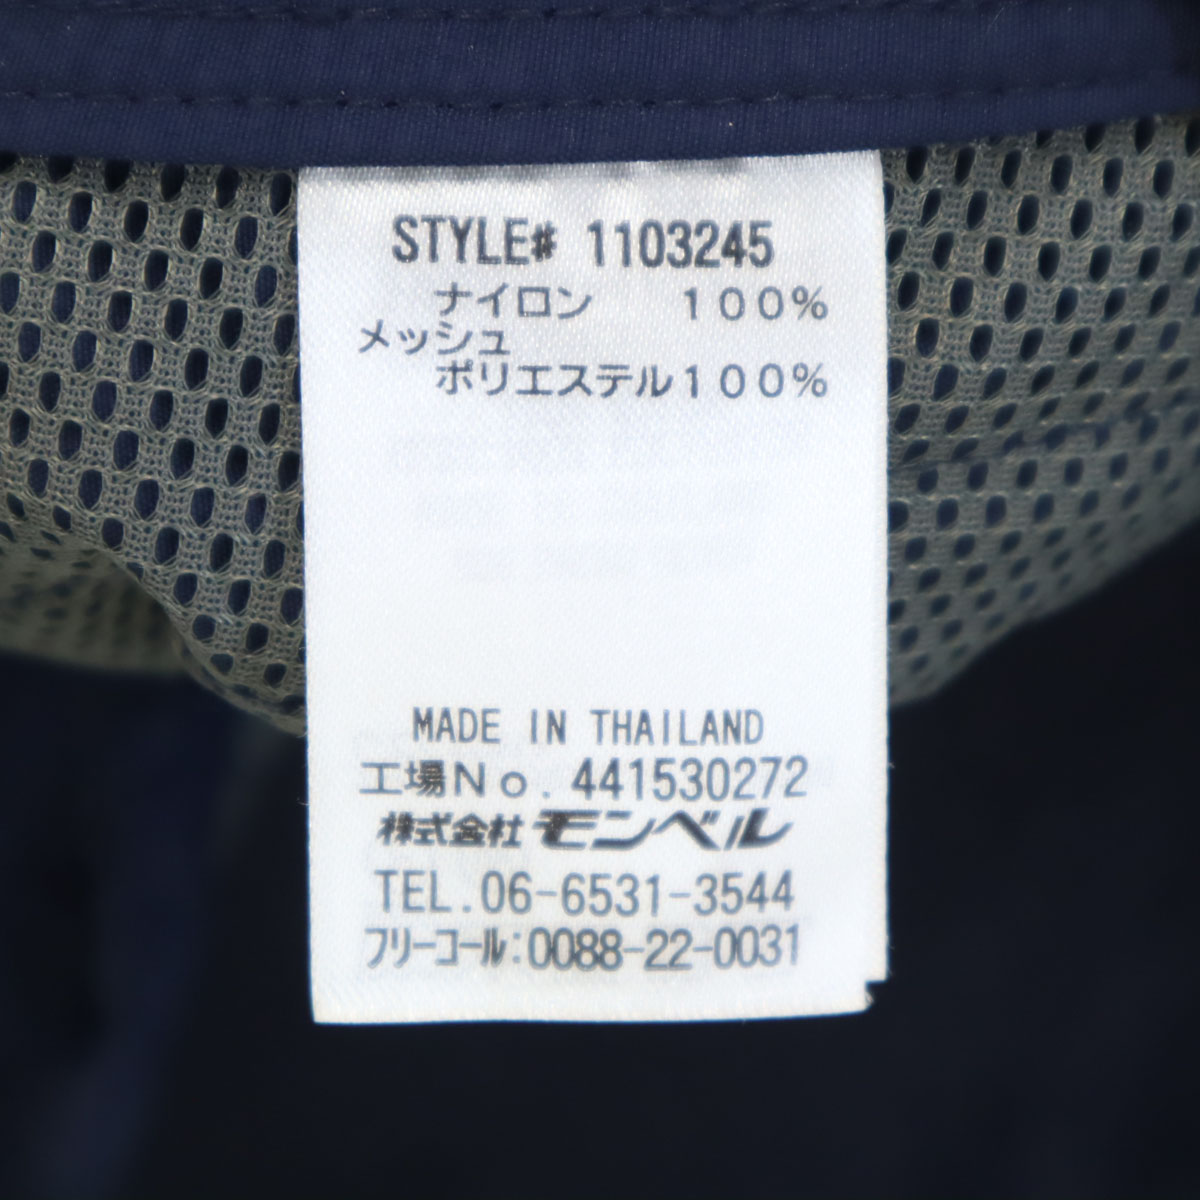 STYLE# 1103245
ナイロン 100%
メッシュ
ポリエステル100%
MADE IN THAILAND
工場No. 441530272
株式会社 モンベル
TEL. 06-6531-3544
フリーコール:0088-22-0031